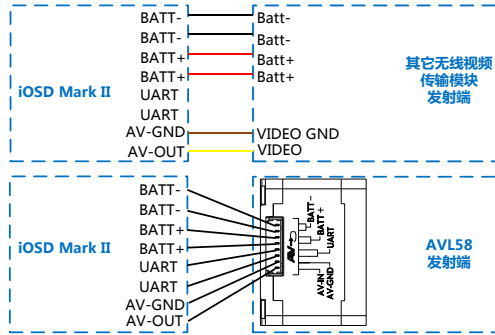 BATT- Batt-
BATT- Batt-
BATT+ Batt+
BATT+ Batt+
iOSD Mark II
UART
UART
AV-GND VIDEO GND
AV-OUT VIDEO
其它无线视频
传输模块
发射端
BATT-
BATT-
BATT+
BATT+
iOSD Mark II
UART
UART
AV-GND
AV-OUT
BATT-
BATT+
UART
AV-IN
AV-GND
AVL58
发射端